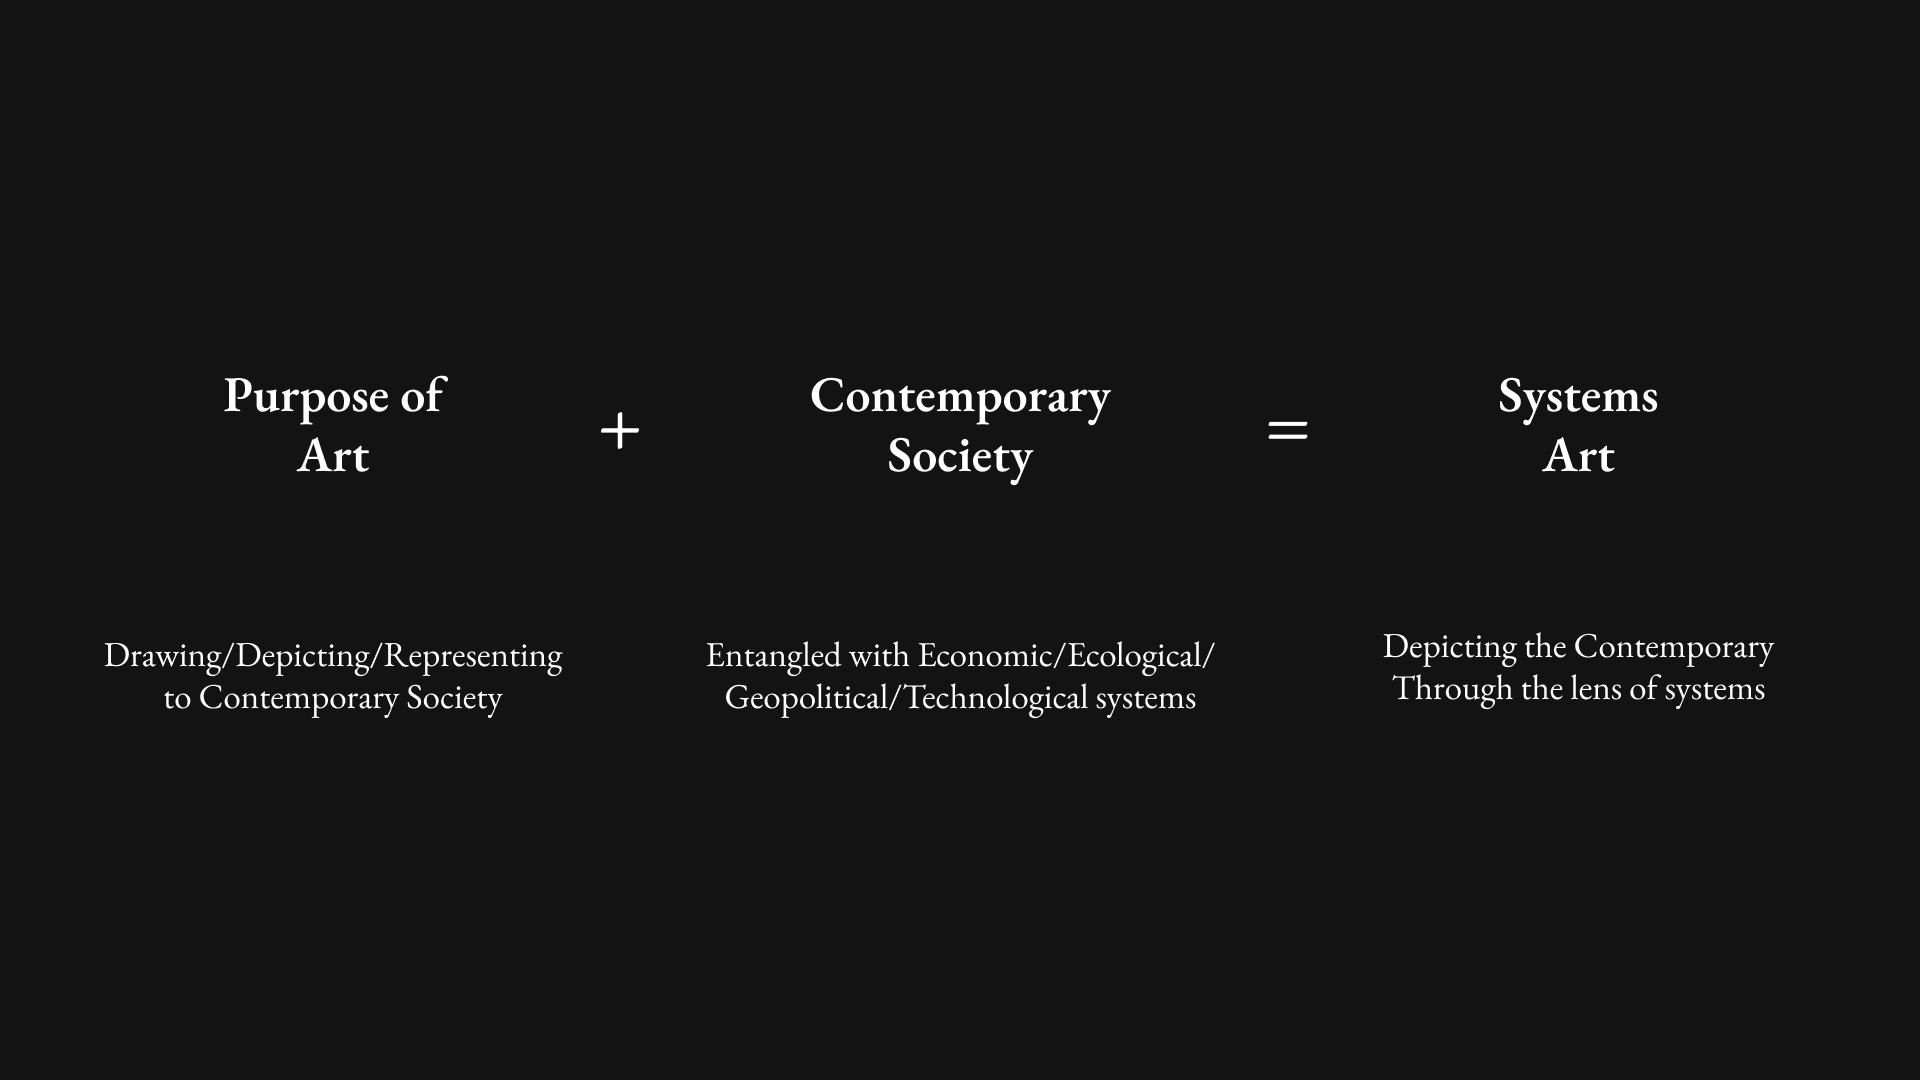 Purpose of
Art
+
Contemporary
Society
=
Systems
Art
Drawing/Depicting/Representing
to Contemporary Society
Entangled with Economic/Ecological/
Geopolitical/Technological systems
Depicting the Contemporary
Through the lens of systems